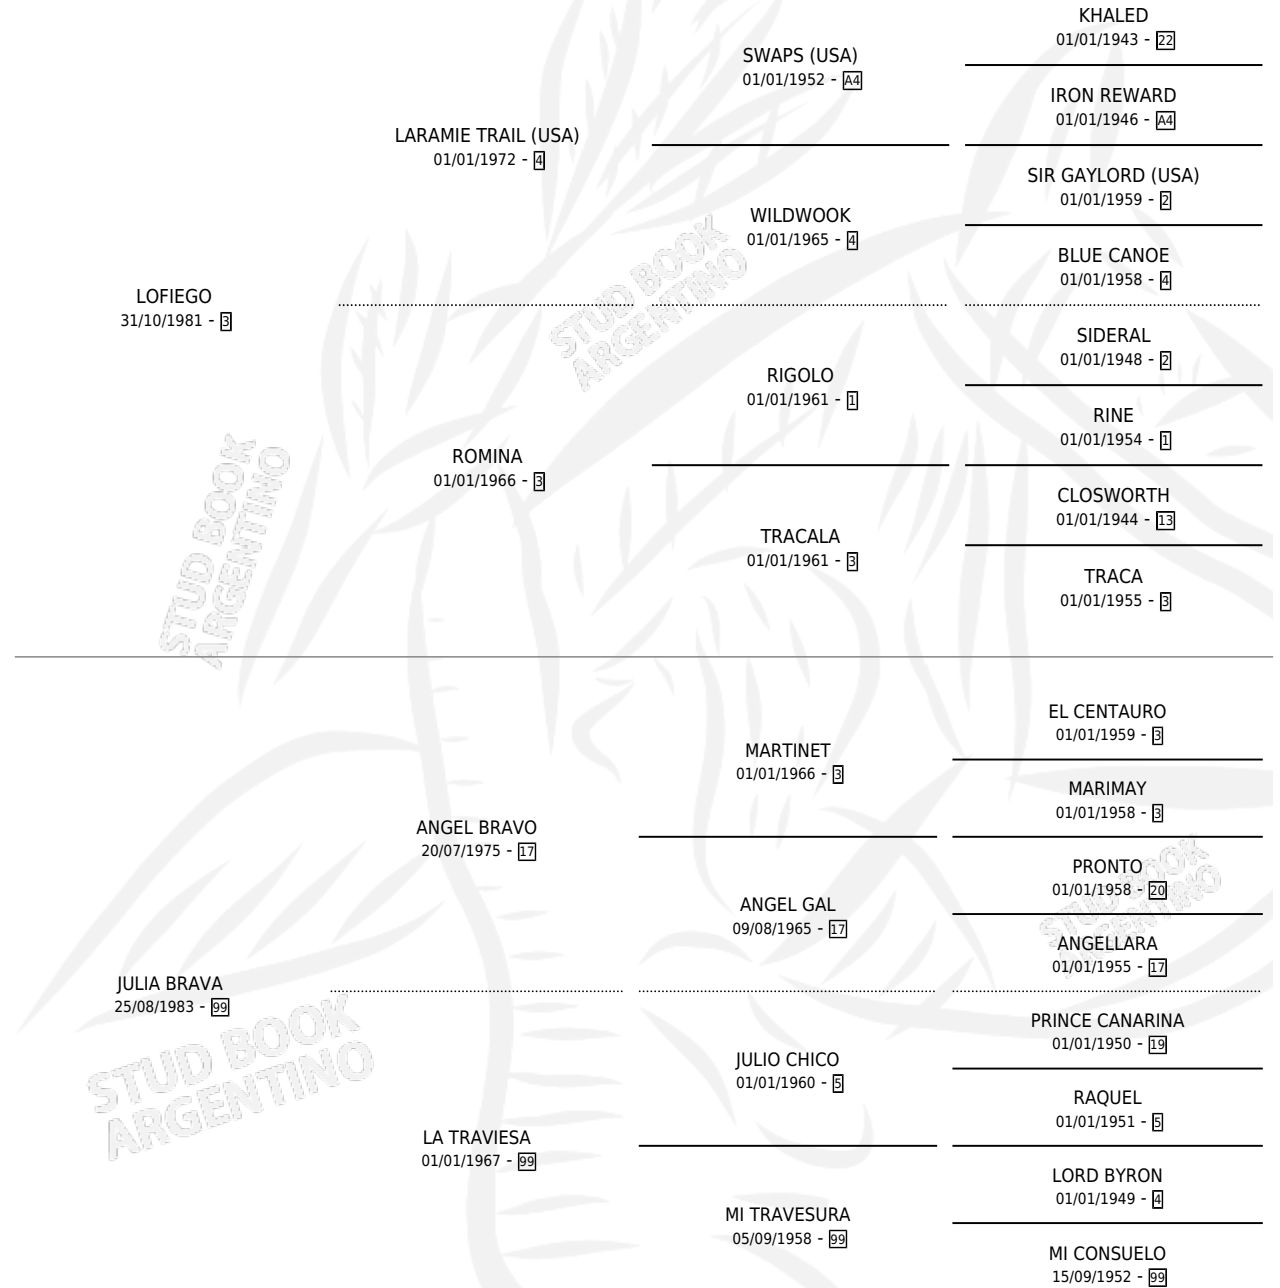 KHALED
01/01/1943 - 22
SWAPS (USA)
01/01/1952 - A4
IRON REWARD
01/01/1946 - A4
LARAMIE TRAIL (USA)
01/01/1972 - 4
SIR GAYLORD (USA)
01/01/1959 - 2
WILDWOOK
01/01/1965 - 4
BLUE CANOE
01/01/1958 - 4
LOFIEGO
31/10/1981 - 3
SIDERAL
01/01/1948 - 2
RIGOLO
01/01/1961 - 1
RINE
01/01/1954 - 1
ROMINA
01/01/1966 - 3
CLOSWORTH
01/01/1944 - 13
TRACALA
01/01/1961 - 3
TRACA
01/01/1955 - 3
STUD BOOK
ARGENTINO
STUD BOOK
ARGENTINO
EL CENTAURO
01/01/1959 - 3
MARTINET
01/01/1966 - 3
MARIMAY
01/01/1958 - 3
ANGEL BRAVO
20/07/1975 - 17
PRONTO
01/01/1958 - 20
ANGEL GAL
09/08/1965 - 17
ANGELLARA
01/01/1955 - 17
STUD BOOK
ARGENTINO
JULIA BRAVA
25/08/1983 - 99
PRINCE CANARINA
01/01/1950 - 19
JULIO CHICO
01/01/1960 - 5
RAQUEL
01/01/1951 - 5
STUD BOOK
ARGENTINO
LA TRAVIESA
01/01/1967 - 99
LORD BYRON
01/01/1949 - 4
MI TRAVESURA
05/09/1958 - 99
MI CONSUELO
15/09/1952 - 99